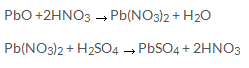 PbO +2HNO3 → Pb(NO3)2 + H2O
Pb(NO3)2 + H2SO4 → PbSO4 + 2HNO3